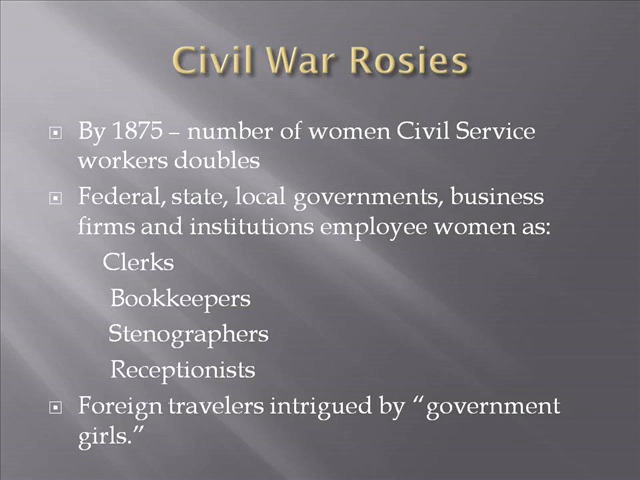 Civil War Rosies
By 1875 – number of women Civil Service
workers doubles
Federal, state, local governments, business
firms and institutions employee women as:
Clerks
Bookkeepers
Stenographers
Receptionists
Foreign travelers intrigued by “government
girls.”